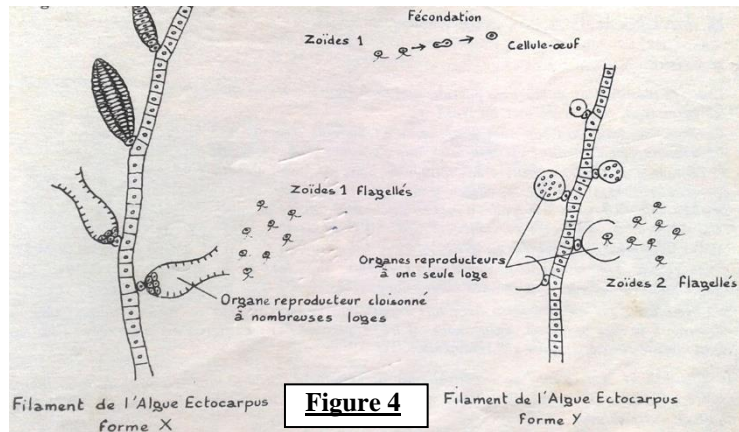 Fécondation
Zoïdes 1
Cellule-œuf
Zoïdes 1 flagellés
Organes reproducteurs
à une seule loge
Zoïdes 2 flagellés
Organe reproducteur cloisonné
à nombreuses loges
Filament de l'Algue Ectocarpus
forme X
Figure 4
Filament de l'Algue Ectocarpus
forme Y